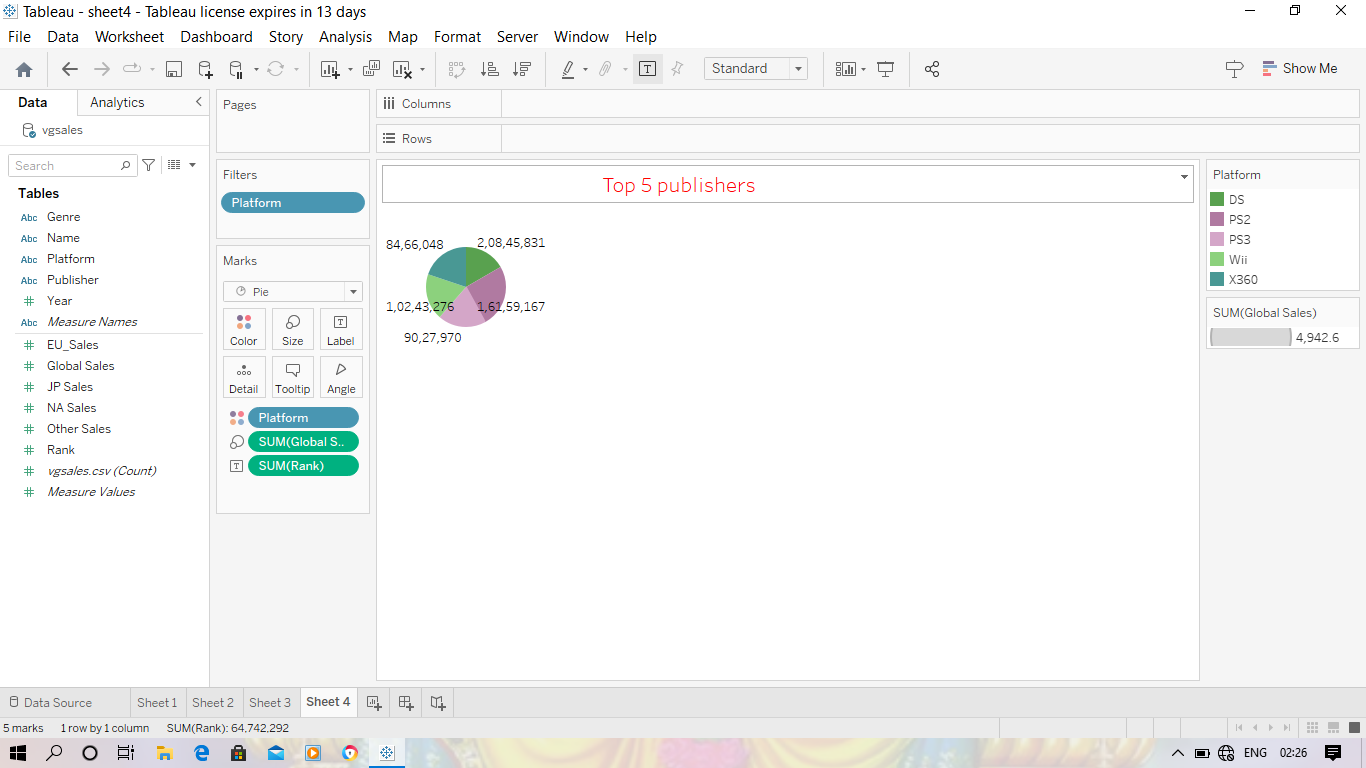 Tableau - sheet4 - Tableau license expires in 13 days
File Data Worksheet Dashboard Story Analysis Map Format Server Window Help
Standard
Show Me
Data Analytics
vgsales
Search
Tables
Abc Genre
Abc Name
Abc Platform
Abc Publisher
# Year
Abc Measure Names
# EU_Sales
# Global Sales
# JP Sales
# NA Sales
# Other Sales
# Rank
# vgsales.csv (Count)
# Measure Values
Pages
Filters
Platform
Marks
Pie
Color Size Label
Detail Tooltip Angle
Platform
SUM(Global S..
SUM(Rank)
Columns
Rows
Top 5 publishers
84,66,048 2,08,45,831
1,02,43,276 1,61,59,167
90,27,970
Platform
DS
PS2
PS3
Wii
X360
SUM(Global Sales)
4,942.6
Data Source Sheet 1 Sheet 2 Sheet 3 Sheet 4
5 marks 1 row by 1 column SUM(Rank): 64,742,292
ENG 02:26